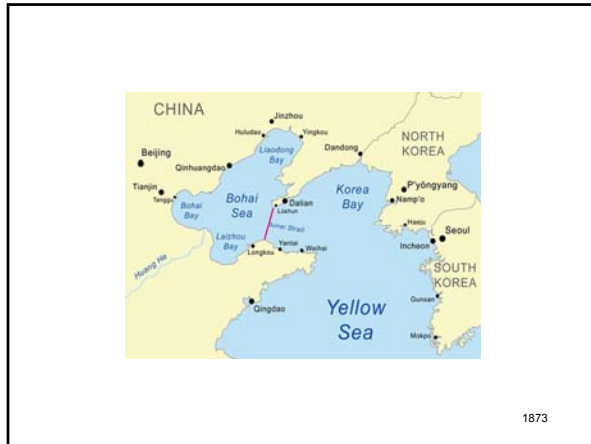 CHINA
Jinzhou
Huludao
Yingkou
Liaodong
Bay
Dandong
NORTH
KOREA
Beijing
Qinhuangdao
Tianjin
Tanggu
Bohai
Bay
Bohai
Sea
Dalian
Lushun
Korea
Bay
P'yŏngyang
Namp'o
Bohai Strait
Haeju
Laizhou
Bay
Longkou
Yantai
Weihai
Incheon
Seoul
Huang He
SOUTH
KOREA
Qingdao
Yellow
Sea
Gunsan
Mokpo
1873